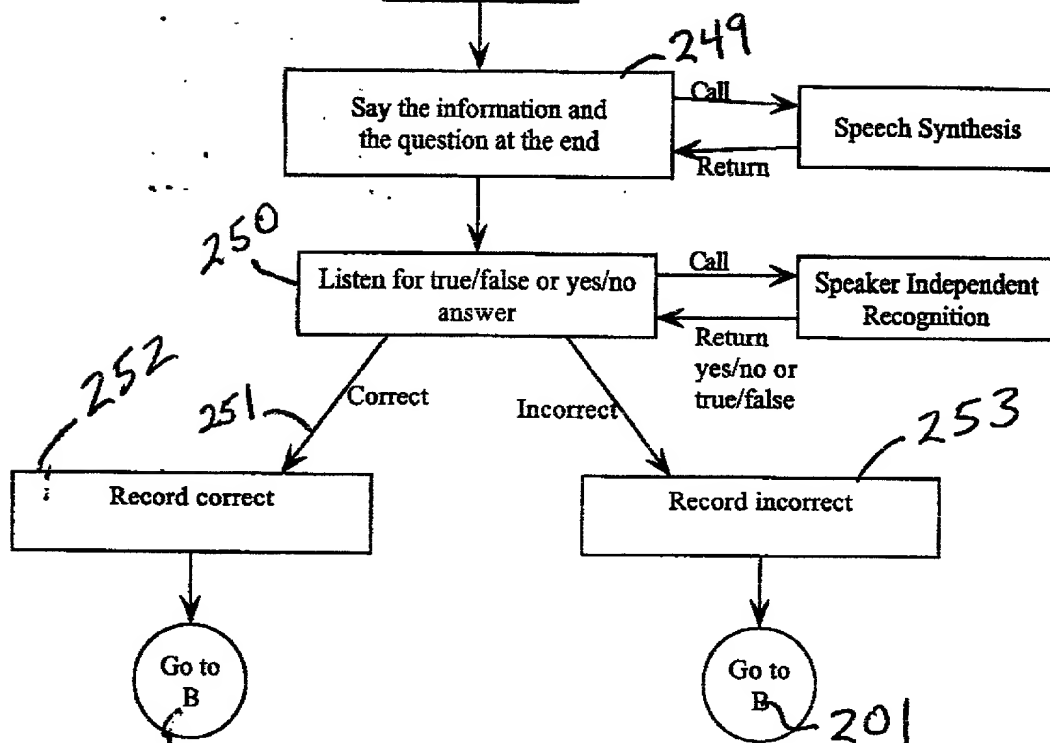 249
Say the information and
the question at the end
Call
Return
Speech Synthesis
250
Listen for true/false or yes/no
answer
Call
Return
yes/no or
true/false
Speaker Independent
Recognition
251
Correct
Incorrect
252
Record correct
253
Record incorrect
Go to
B
Go to
B
201